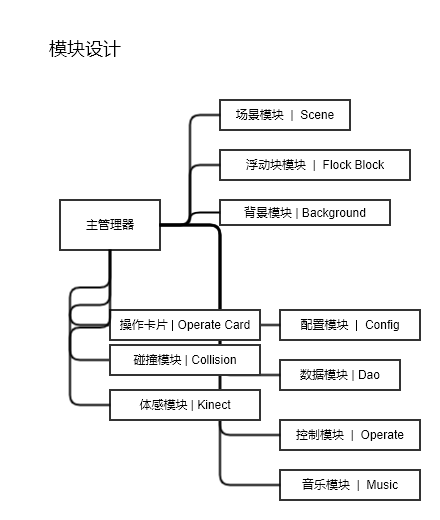 模块设计
场景模块 | Scene
浮动块模块 | Flock Block
背景模块 | Background
主管理器
操作卡片 | Operate Card
配置模块 | Config
碰撞模块 | Collision
数据模块 | Dao
体感模块 | Kinect
控制模块 | Operate
音乐模块 | Music